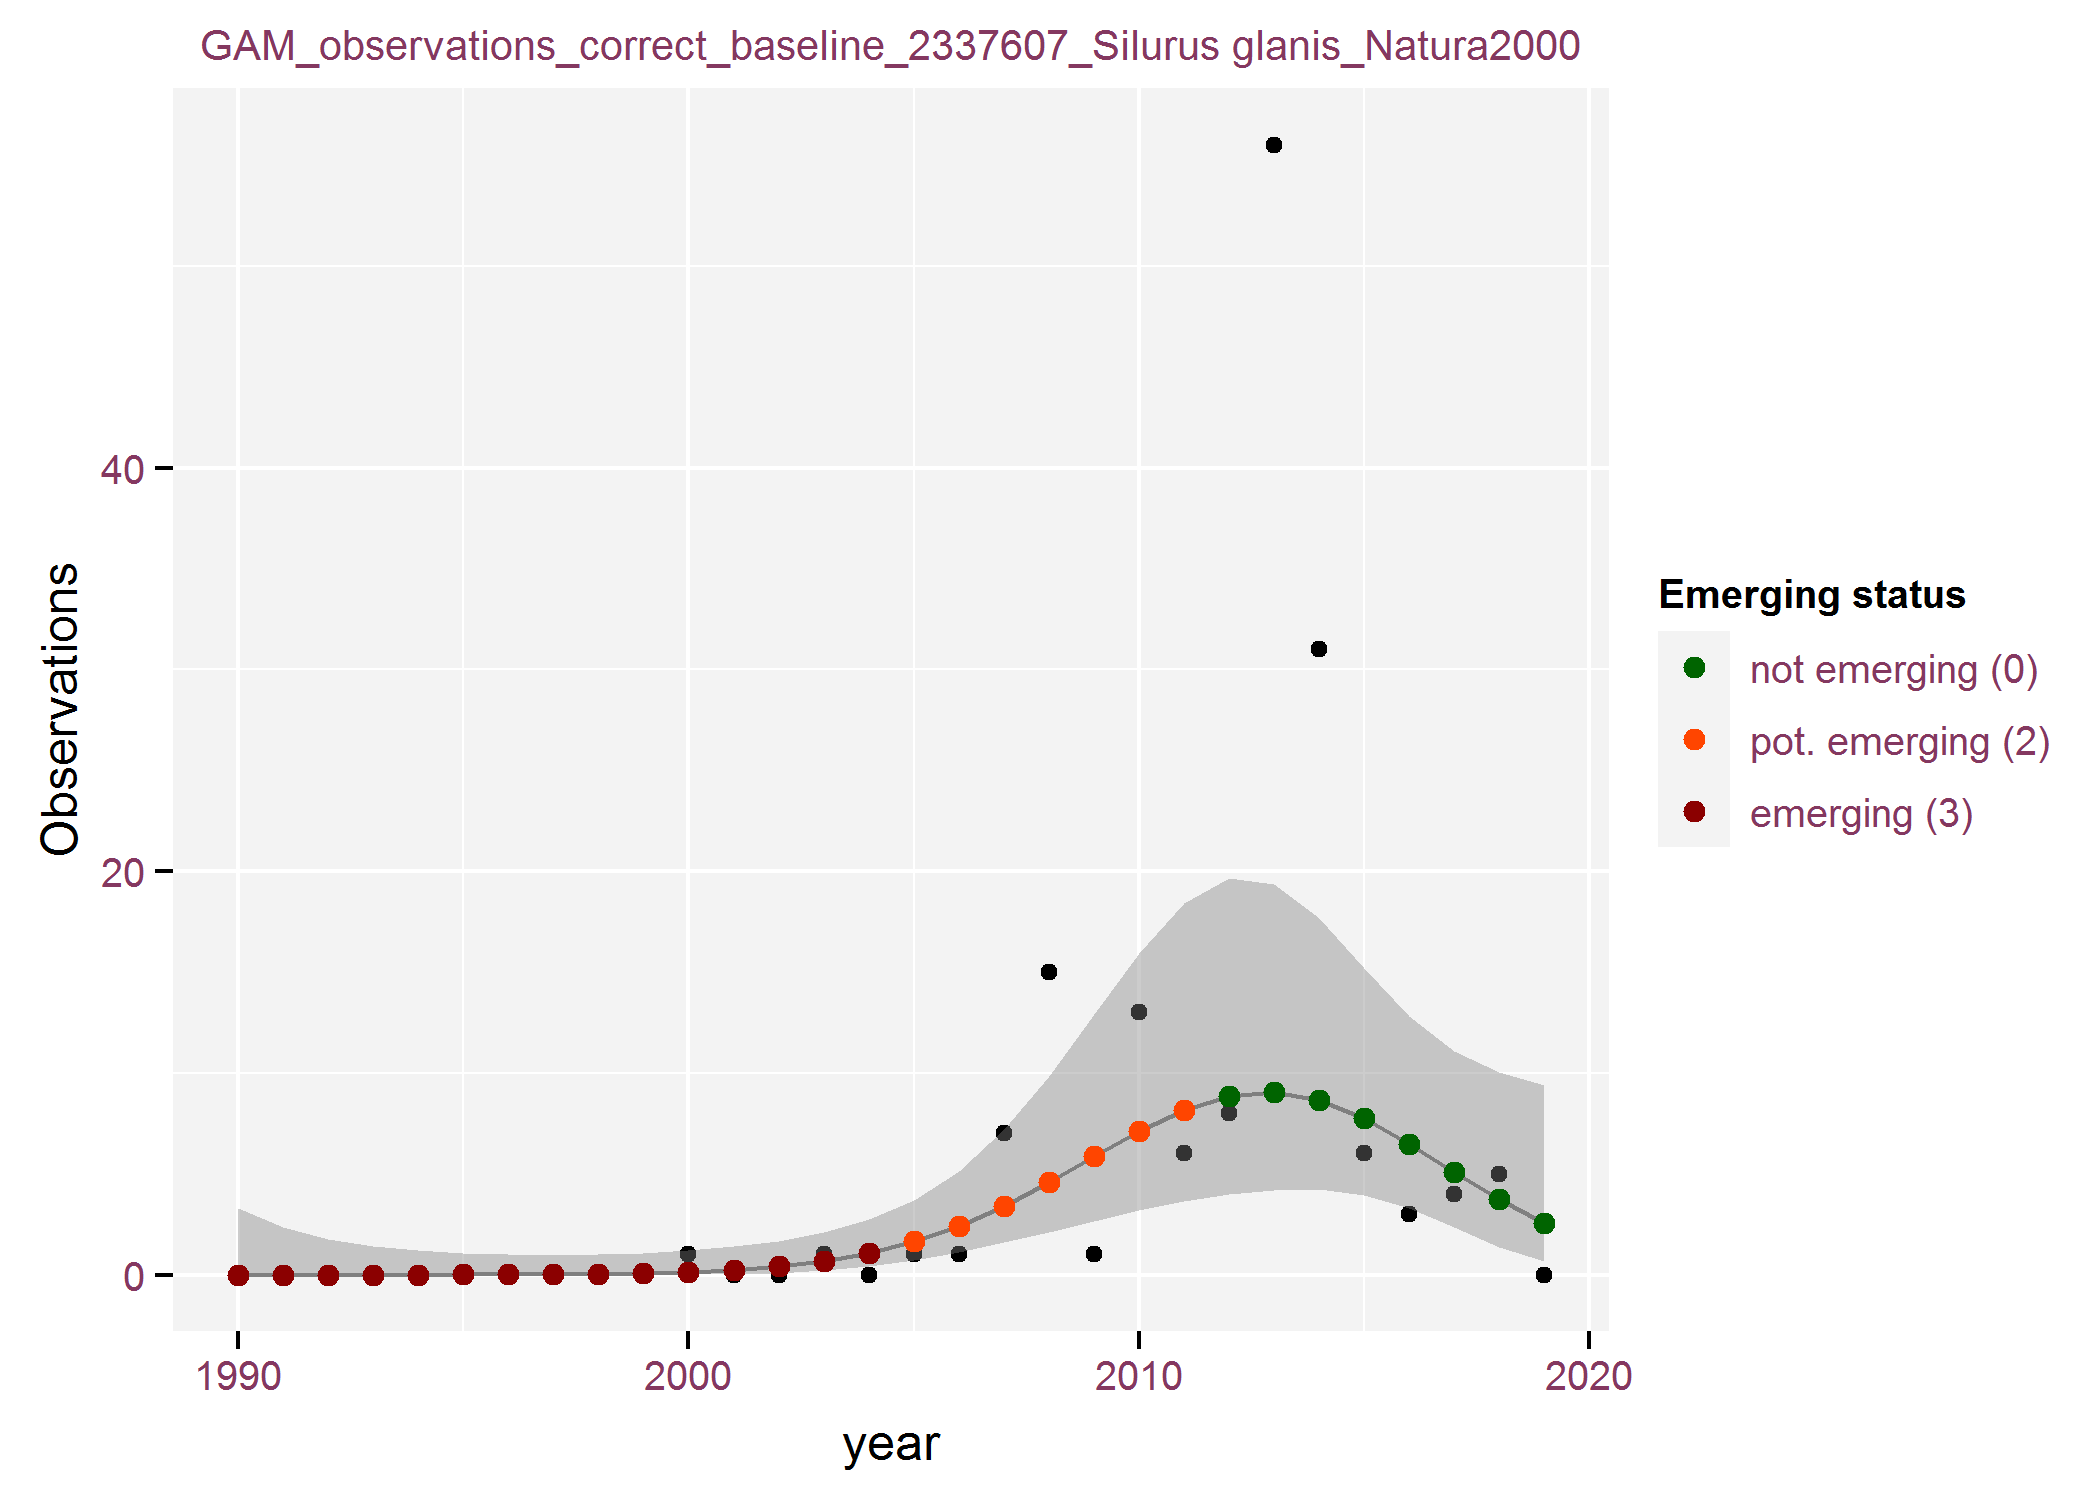 GAM_observations_correct_baseline_2337607_Silurus glanis_Natura2000
Observations
40
20
0
1990
2000
2010
2020
year
Emerging status
not emerging (0)
pot. emerging (2)
emerging (3)